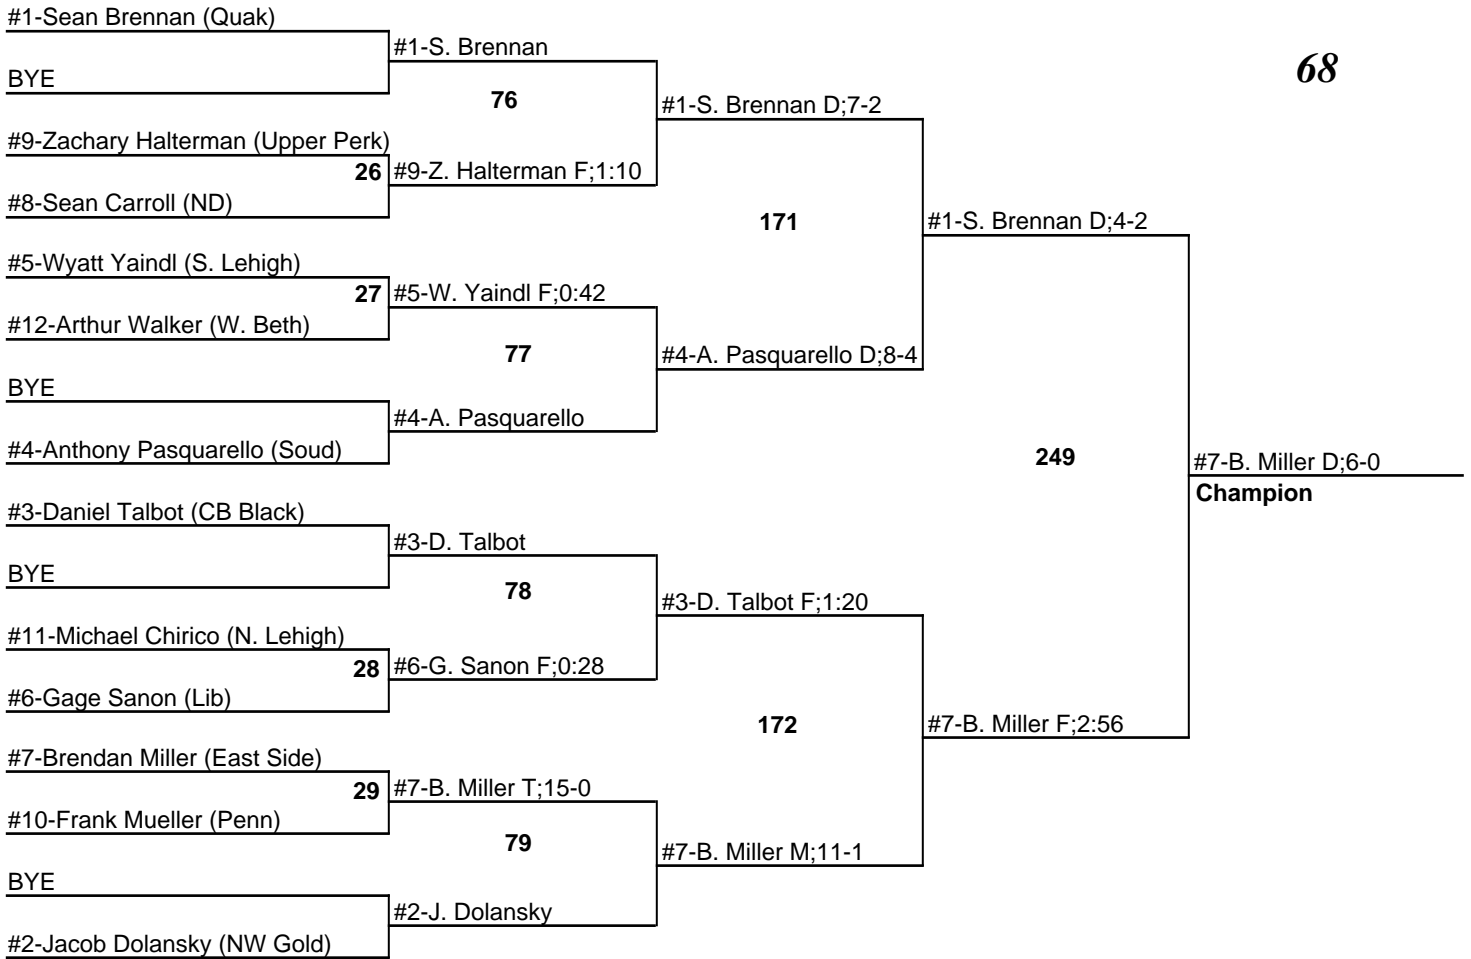 #1-Sean Brennan (Quak)
BYE
#9-Zachary Halterman (Upper Perk)
26
#8-Sean Carroll (ND)
#5-Wyatt Yaindl (S. Lehigh)
27
#12-Arthur Walker (W. Beth)
BYE
#4-Anthony Pasquarello (Soud)
#3-Daniel Talbot (CB Black)
BYE
#11-Michael Chirico (N. Lehigh)
28
#6-Gage Sanon (Lib)
#7-Brendan Miller (East Side)
29
#10-Frank Mueller (Penn)
BYE
#2-Jacob Dolansky (NW Gold)
#1-S. Brennan
76
#9-Z. Halterman F;1:10
#5-W. Yaindl F;0:42
77
#4-A. Pasquarello
#3-D. Talbot
78
#6-G. Sanon F;0:28
#7-B. Miller T;15-0
79
#2-J. Dolansky
#1-S. Brennan D;7-2
171
#4-A. Pasquarello D;8-4
#3-D. Talbot F;1:20
172
#7-B. Miller M;11-1
#1-S. Brennan D;4-2
249
#7-B. Miller F;2:56
68
#7-B. Miller D;6-0
Champion